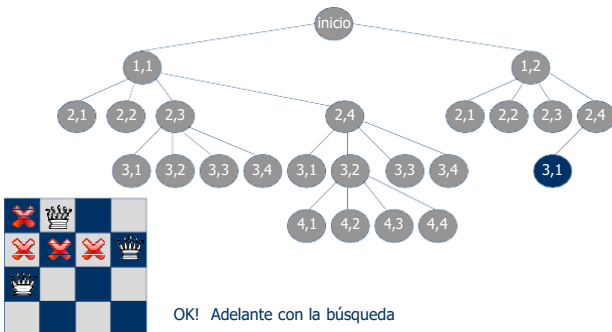 inicio
1,1 1,2
2,1 2,2 2,3 2,4 2,1 2,2 2,3 2,4
3,1 3,2 3,3 3,4 3,1 3,2 3,3 3,4 3,1
4,1 4,2 4,3 4,4
OK! Adelante con la búsqueda